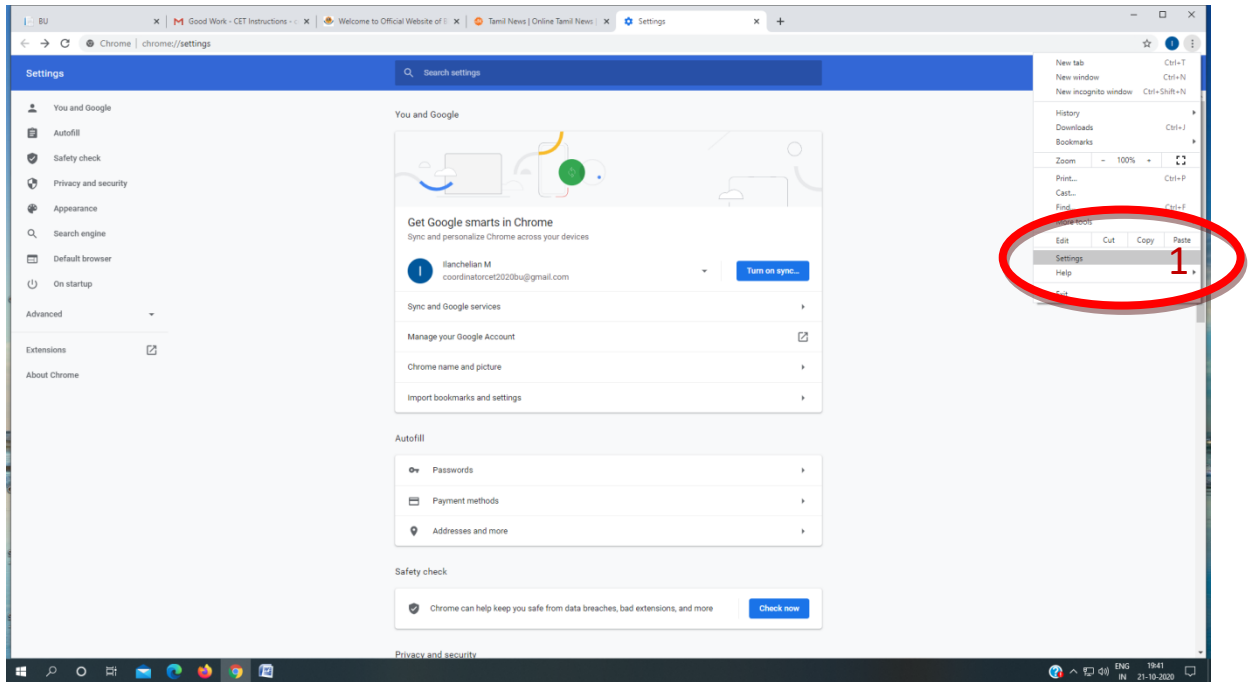 BU
Good Work - CET Instructions - c
Welcome to Official Website of B
Tamil News | Online Tamil News |
Settings
Chrome | chrome://settings
Settings
Search settings
You and Google
Autofill
Safety check
Privacy and security
Appearance
Search engine
Default browser
On startup
Advanced
Extensions
About Chrome
You and Google
Get Google smarts in Chrome
Sync and personalize Chrome across your devices
I
Ilanchelian M
coordinatorcet2020bu@gmail.com
Turn on sync...
Sync and Google services
Manage your Google Account
Chrome name and picture
Import bookmarks and settings
Autofill
Passwords
Payment methods
Addresses and more
Safety check
Chrome can help keep you safe from data breaches, bad extensions, and more
Check now
Privacy and security
I
New tab Ctrl+T
New window Ctrl+N
New incognito window Ctrl+Shift+N
History
Downloads Ctrl+J
Bookmarks
Zoom - 100% +
Print... Ctrl+P
Cast...
Find... Ctrl+F
More tools
Edit Cut Copy Paste
Settings
1
Help
Exit
ENG
IN
19:41
21-10-2020